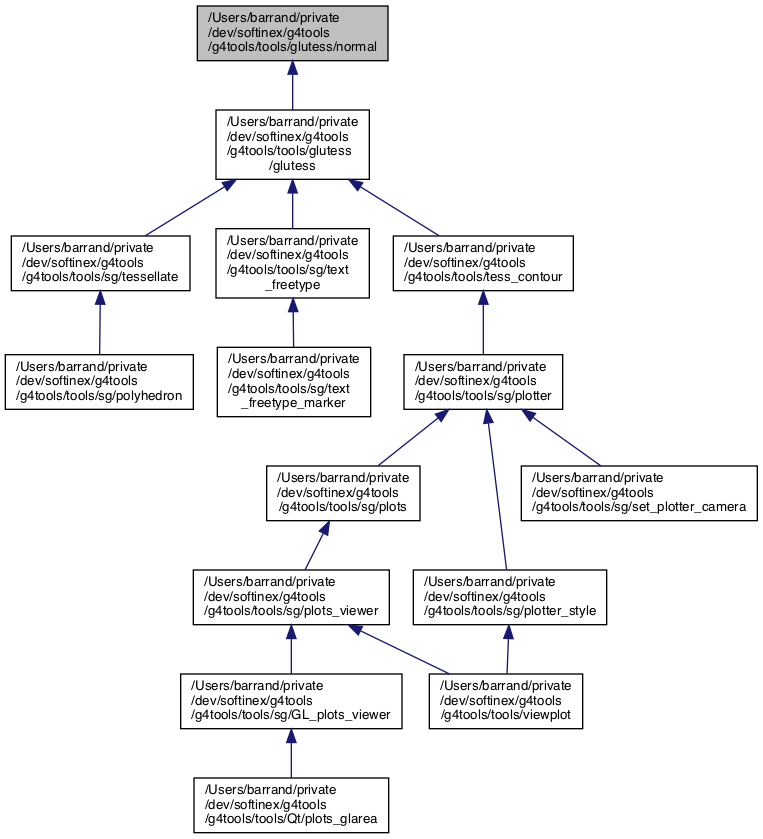 /Users/barrand/private
/dev/softinex/g4tools
/g4tools/tools/glutess/normal
/Users/barrand/private
/dev/softinex/g4tools
/g4tools/tools/glutess
/glutess
/Users/barrand/private
/dev/softinex/g4tools
/g4tools/tools/sg/tessellate
/Users/barrand/private
/dev/softinex/g4tools
/g4tools/tools/sg/text
_freetype
/Users/barrand/private
/dev/softinex/g4tools
/g4tools/tools/tess_contour
/Users/barrand/private
/dev/softinex/g4tools
/g4tools/tools/sg/polyhedron
/Users/barrand/private
/dev/softinex/g4tools
/g4tools/tools/sg/text
_freetype_marker
/Users/barrand/private
/dev/softinex/g4tools
/g4tools/tools/sg/plotter
/Users/barrand/private
/dev/softinex/g4tools
/g4tools/tools/sg/plots
/Users/barrand/private
/dev/softinex/g4tools
/g4tools/tools/sg/set_plotter_camera
/Users/barrand/private
/dev/softinex/g4tools
/g4tools/tools/sg/plots_viewer
/Users/barrand/private
/dev/softinex/g4tools
/g4tools/tools/sg/plotter_style
/Users/barrand/private
/dev/softinex/g4tools
/g4tools/tools/sg/GL_plots_viewer
/Users/barrand/private
/dev/softinex/g4tools
/g4tools/tools/viewplot
/Users/barrand/private
/dev/softinex/g4tools
/g4tools/tools/Qt/plots_glarea